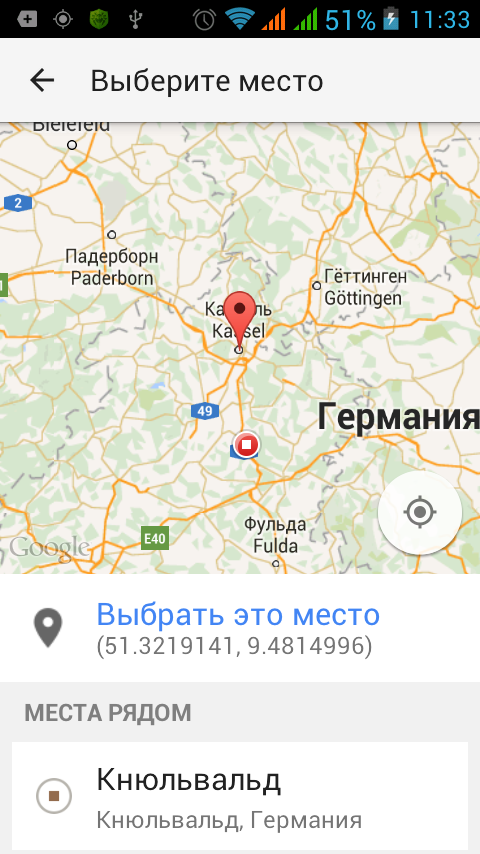 51% 11:33
Выберите место
Bielefeld
2
Падерборн
Paderborn
Гёттинген
Göttingen
Kassel
49
Германия
E40
Фульда
Fulda
Google
Выбрать это место
(51.3219141, 9.4814996)
МЕСТА РЯДОМ
Кнюльвальд
Кнюльвальд, Германия